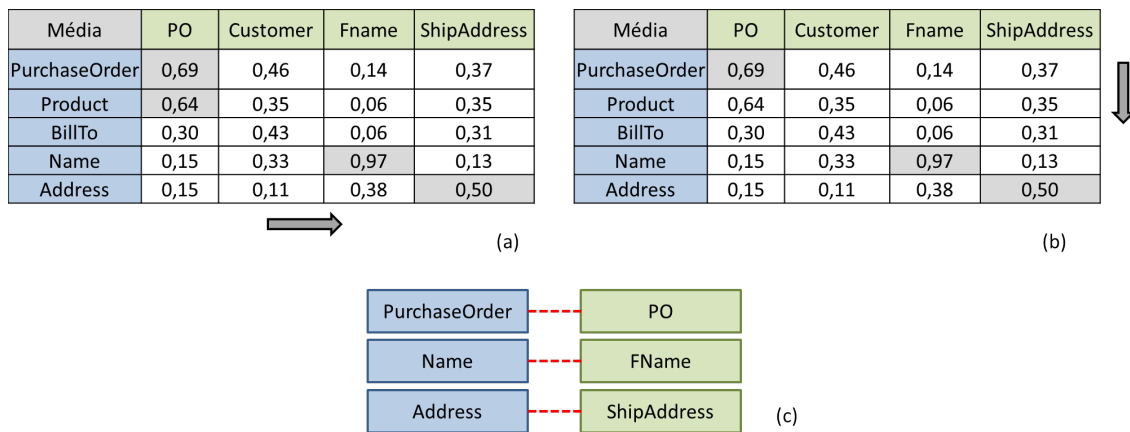 Média PO Customer Fname ShipAddress
PurchaseOrder 0,69 0,46 0,14 0,37
Product 0,64 0,35 0,06 0,35
BillTo 0,30 0,43 0,06 0,31
Name 0,15 0,33 0,97 0,13
Address 0,15 0,11 0,38 0,50
(a)
Média PO Customer Fname ShipAddress
PurchaseOrder 0,69 0,46 0,14 0,37
Product 0,64 0,35 0,06 0,35
BillTo 0,30 0,43 0,06 0,31
Name 0,15 0,33 0,97 0,13
Address 0,15 0,11 0,38 0,50
(b)
PurchaseOrder PO
Name FName
Address ShipAddress
(c)